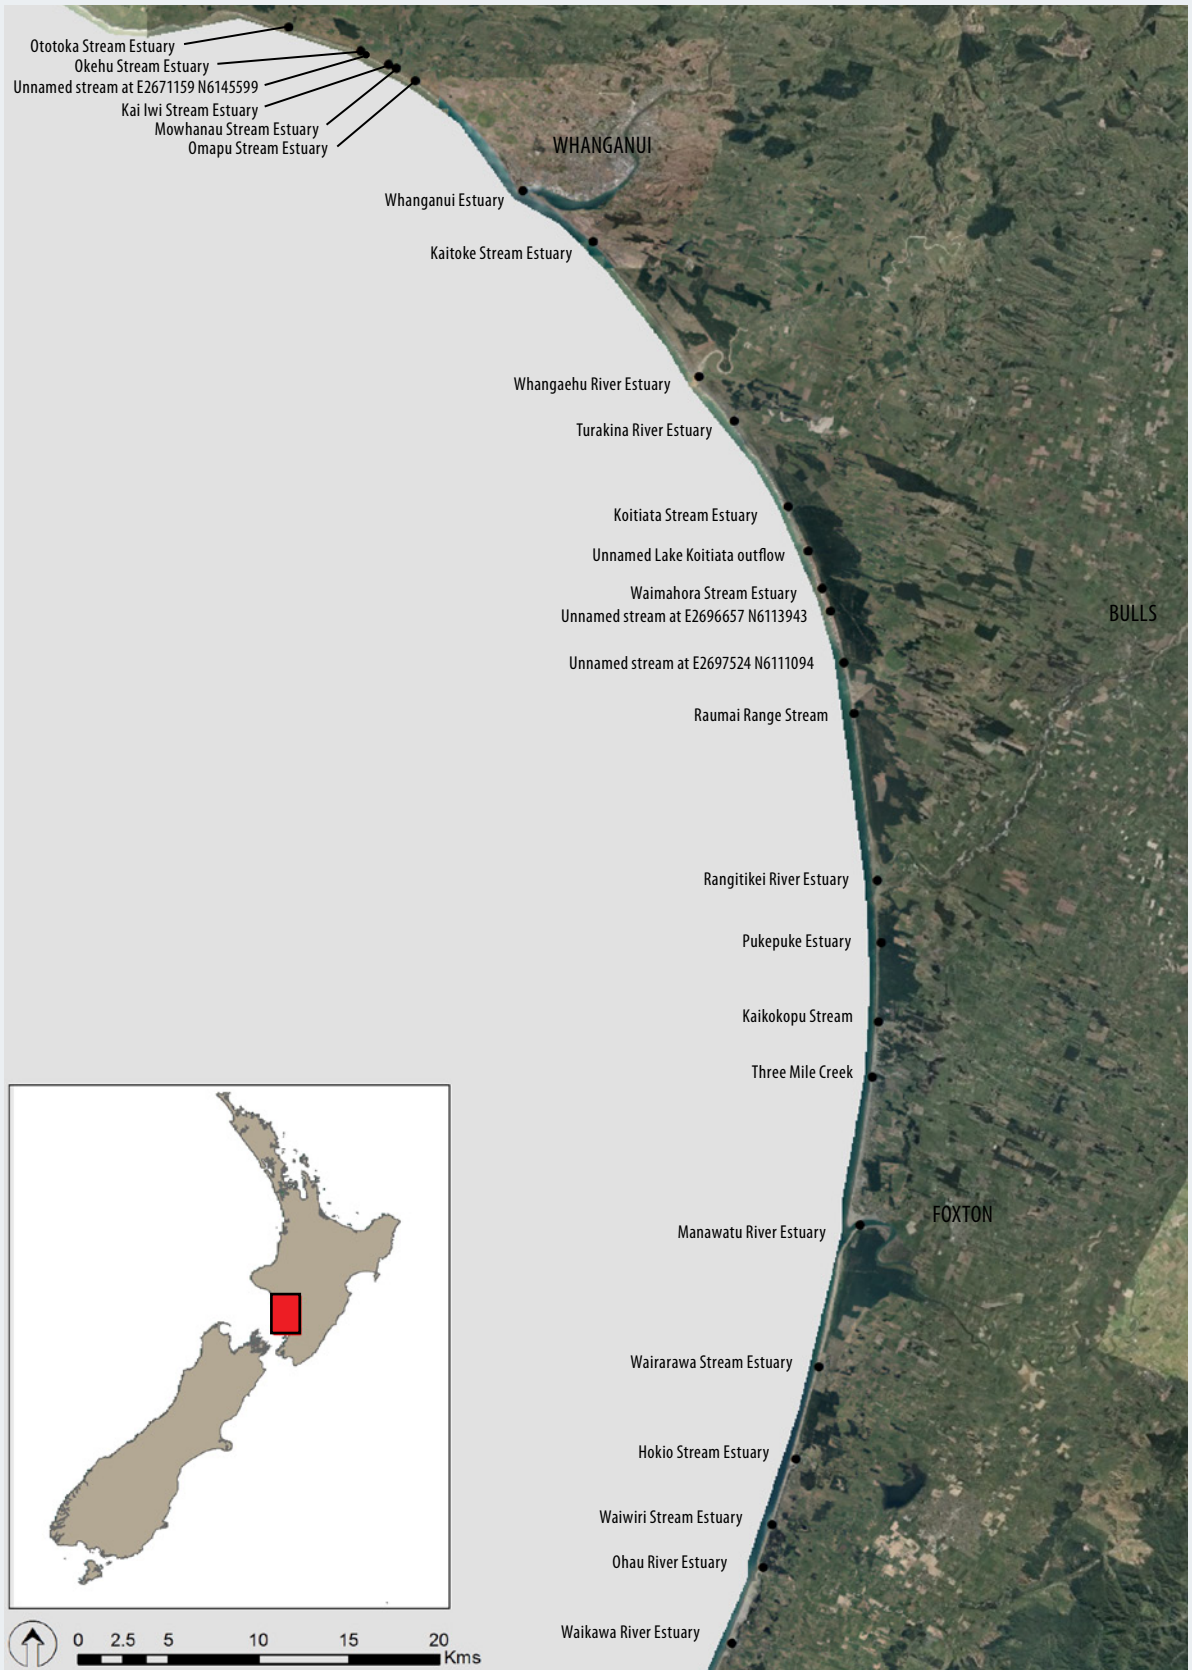 Ototoka Stream Estuary
Okehu Stream Estuary
Unnamed stream at E2671159 N6145599
Kai Iwi Stream Estuary
Mowhanau Stream Estuary
Omapu Stream Estuary
WHANGANUI
Whanganui Estuary
Kaitoke Stream Estuary
Whangaehu River Estuary
Turakina River Estuary
Koitiata Stream Estuary
Unnamed Lake Koitiata outflow
Waimahora Stream Estuary
Unnamed stream at E2696657 N6113943
BULLS
Unnamed stream at E2697524 N6111094
Raumai Range Stream
Rangitikei River Estuary
Pukepuke Estuary
Kaikokopu Stream
Three Mile Creek
FOXTON
Manawatu River Estuary
Wairarawa Stream Estuary
Hokio Stream Estuary
Waiwiri Stream Estuary
Ohau River Estuary
Waikawa River Estuary
0 2.5 5 10 15 20
Kms